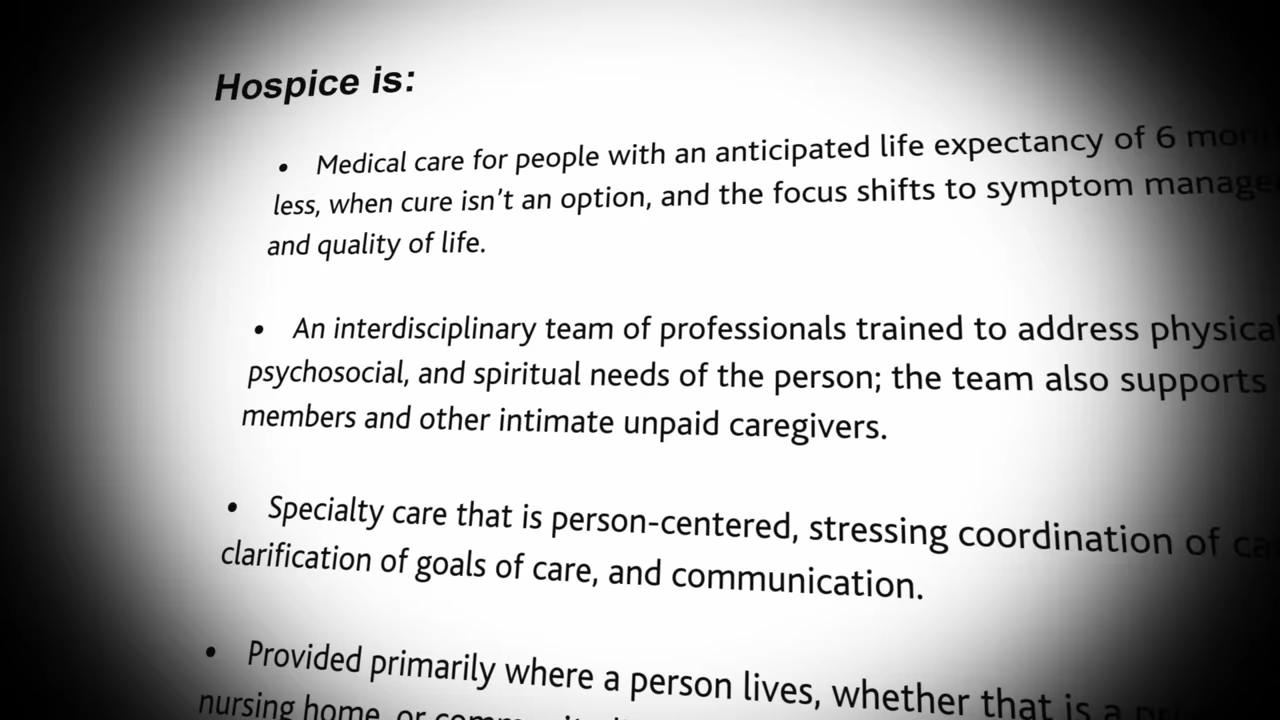 Hospice is:
• Medical care for people with an anticipated life expectancy of 6
less, when cure isn't an option, and the focus shifts to symptom
and quality of life.
• An interdisciplinary team of professionals trained to address
psychosocial, and spiritual needs of the person; the team also supports
members and other intimate unpaid caregivers.
• Specialty care that is person-centered, stressing coordination of
clarification of goals of care, and communication.
• Provided primarily where a person lives, whether that is a
nursing home, or